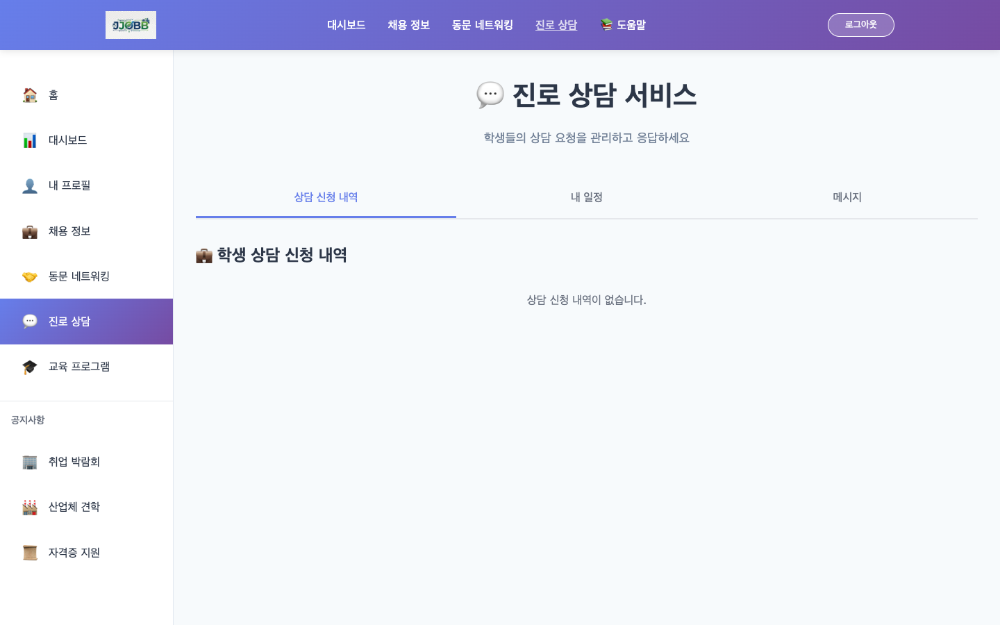 JJOBB
대시보드
채용 정보
동문 네트워킹
진로 상담
도움말
로그아웃
홈
대시보드
내 프로필
채용 정보
동문 네트워킹
진로 상담
교육 프로그램
공지사항
취업 박람회
산업체 견학
자격증 지원
진로 상담 서비스
학생들의 상담 요청을 관리하고 응답하세요
상담 신청 내역
내 일정
메시지
학생 상담 신청 내역
상담 신청 내역이 없습니다.